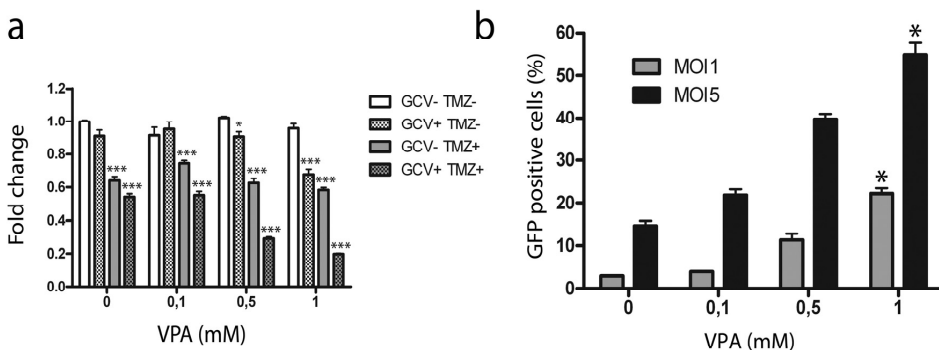 a
Fold change
1.2
1.0
0.8
0.6
0.4
0.2
0.0
***
***
***
***
*
***
***
***
***
***
0
0,1
0,5
1
VPA (mM)
GCV- TMZ-
GCV+ TMZ-
GCV- TMZ+
GCV+ TMZ+
b
GFP positive cells (%)
60
50
40
30
20
10
0
MOI1
MOI5
*
*
0
0,1
0,5
1
VPA (mM)